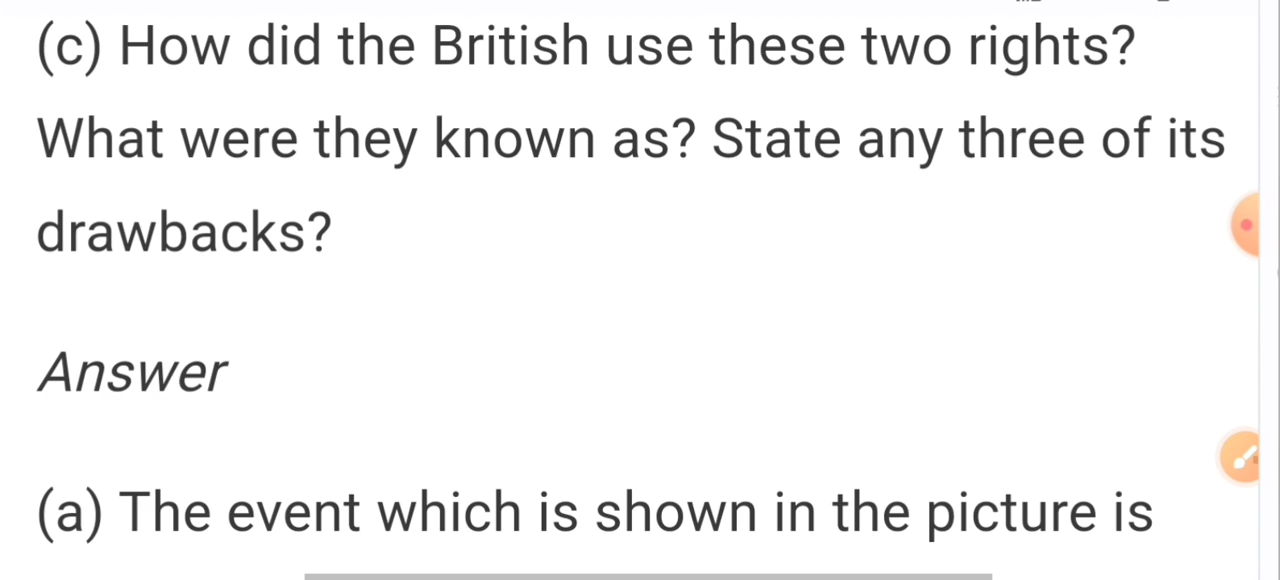 (c) How did the British use these two rights?
What were they known as? State any three of its
drawbacks?
Answer
(a) The event which is shown in the picture is